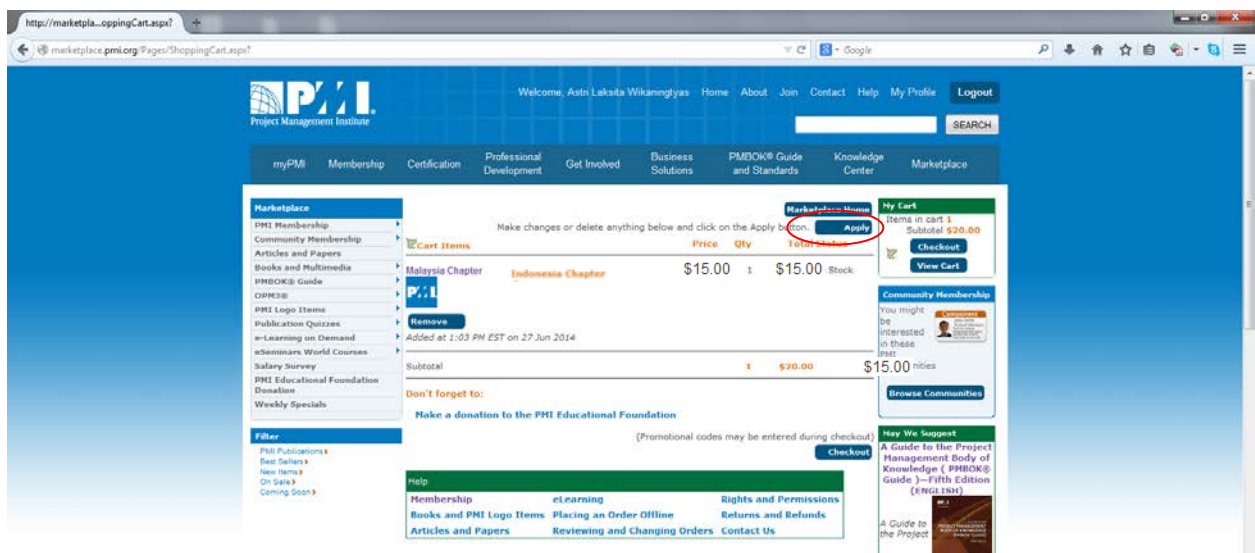 http://marketpla...oppingCart.aspx?
marketplace.pmi.org/Pages/ShoppingCart.aspx?
Google
PMI
Project Management Institute
Welcome, Astri Laksita Wikaningtyas Home About Join Contact Help My Profile Logout
SEARCH
myPMI Membership Certification Professional Development Get Involved Business Solutions PMBOK® Guide and Standards Knowledge Center Marketplace
Marketplace
PMI Membership
Community Membership
Articles and Papers
Books and Multimedia
PMBOK® Guide
OPM3®
PMI Logo Items
Publication Quizzes
e-Learning on Demand
eSeminars World Courses
Salary Survey
PMI Educational Foundation
Donation
Weekly Specials
Filter
PMI Publications
Best Sellers
New Items
On Sale
Coming Soon
Marketplace Home
Make changes or delete anything below and click on the Apply button. Apply
Cart Items Price Qty Total Status
Malaysia Chapter Indonesia Chapter $15.00 1 $15.00 Stock
PMI
Remove
Added at 1:03 PM EST on 27 Jun 2014
Subtotal 1 $20.00 $15.00
Don't forget to:
Make a donation to the PMI Educational Foundation
(Promotional codes may be entered during checkout)
Checkout
Help
Membership eLearning Rights and Permissions
Books and PMI Logo Items Placing an Order Offline Returns and Refunds
Articles and Papers Reviewing and Changing Orders Contact Us
My Cart
Items in cart 1
Subtotal $20.00
Checkout
View Cart
Community Membership
You might
be
interested
in these
PMI
nities
Browse Communities
May We Suggest
A Guide to the Project
Management Body of
Knowledge ( PMBOK®
Guide )—Fifth Edition
(ENGLISH)
A Guide to
the Project